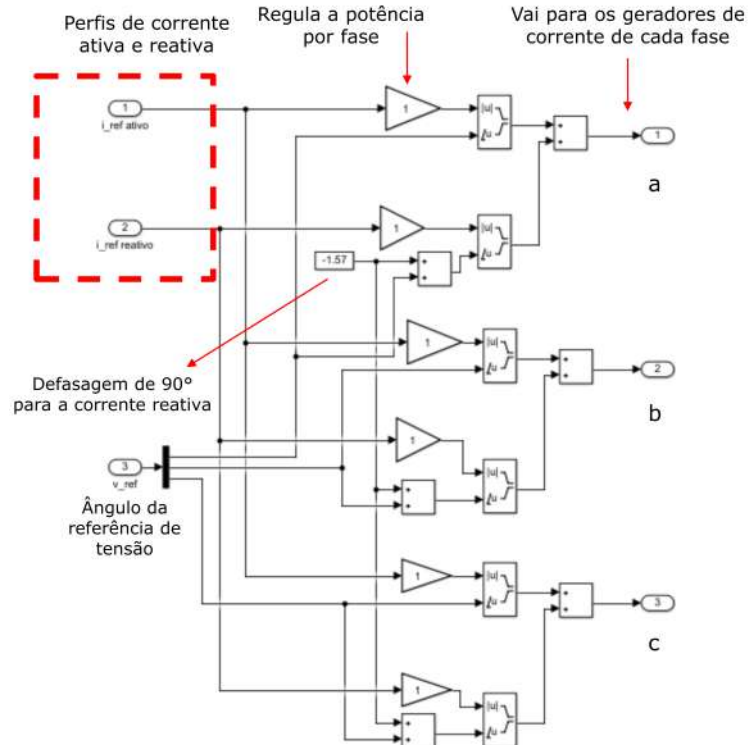 Perfis de corrente
ativa e reativa
Regula a potência
por fase
Vai para os geradores de
corrente de cada fase
1
i_ref ativo
1
|u|
∠u
+
+
1
a
2
i_ref reativo
1
|u|
∠u
-1.57
+
+
1
|u|
∠u
+
+
2
b
Defasagem de 90°
para a corrente reativa
1
|u|
∠u
+
+
3
v_ref
Ângulo da
referência de
tensão
1
|u|
∠u
+
+
3
c
1
|u|
∠u
+
+